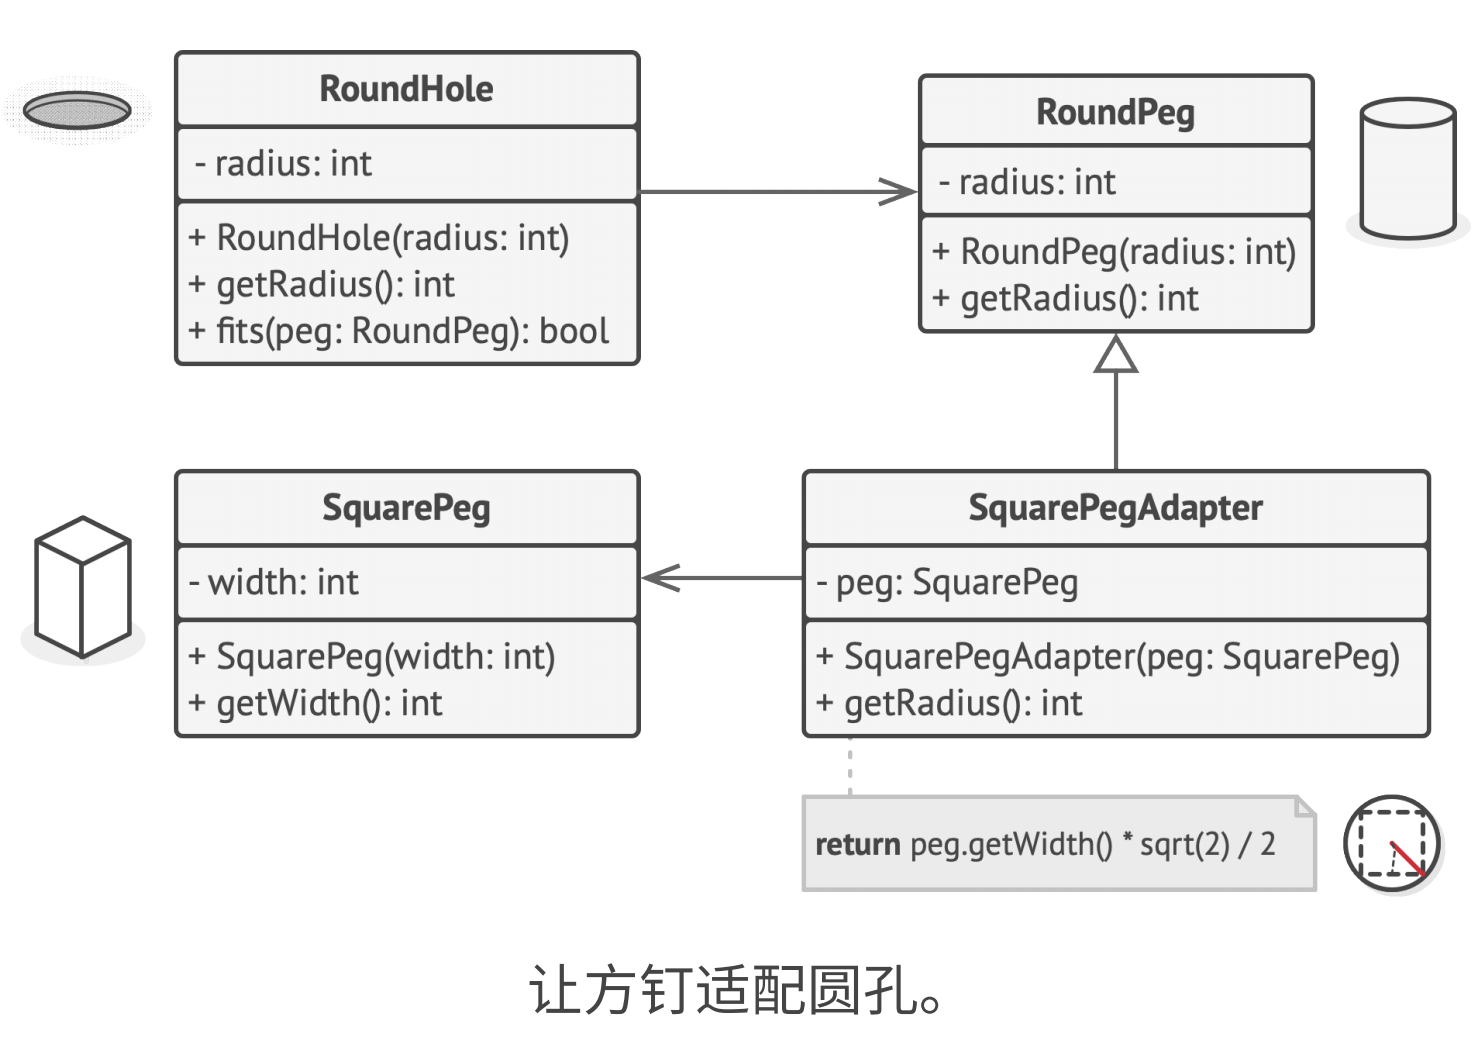 RoundHole
- radius: int
+ RoundHole(radius: int)
+ getRadius(): int
+ fits(peg: RoundPeg): bool
RoundPeg
- radius: int
+ RoundPeg(radius: int)
+ getRadius(): int
SquarePeg
- width: int
+ SquarePeg(width: int)
+ getWidth(): int
SquarePegAdapter
- peg: SquarePeg
+ SquarePegAdapter(peg: SquarePeg)
+ getRadius(): int
return peg.getWidth() * sqrt(2) / 2
让方钉适配圆孔。